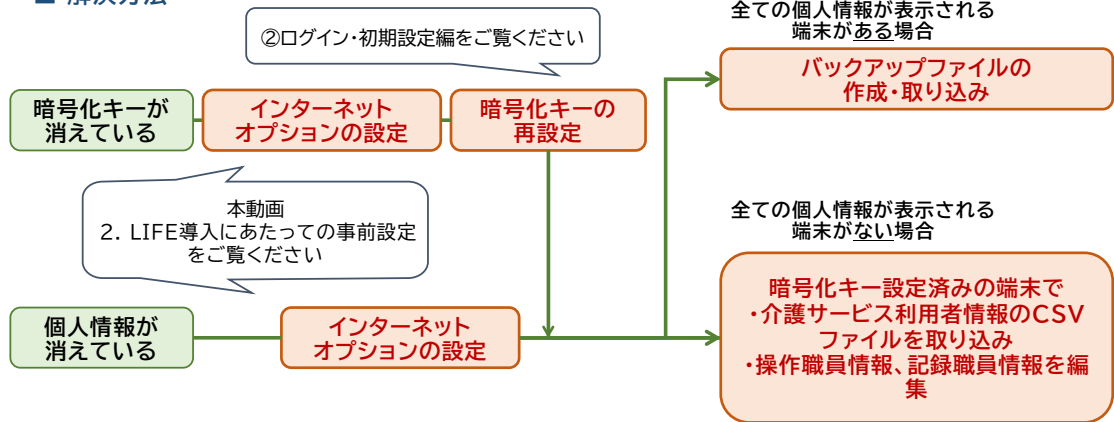 ■ 解決方法
②ログイン・初期設定編をご覧ください
暗号化キーが
消えている
インターネット
オプションの設定
暗号化キーの
再設定
全ての個人情報が表示される
端末がある場合
バックアップファイルの
作成・取り込み
本動画
2. LIFE導入にあたっての事前設定
をご覧ください
個人情報が
消えている
インターネット
オプションの設定
全ての個人情報が表示される
端末がない場合
暗号化キー設定済みの端末で
・介護サービス利用者情報のCSV
ファイルを取り込み
・操作職員情報、記録職員情報を編
集